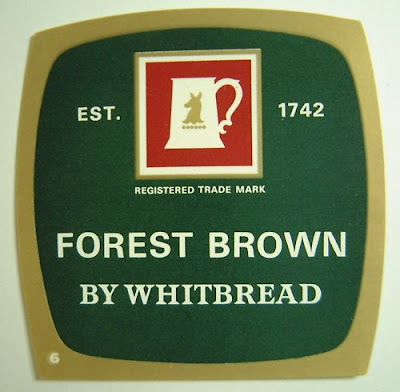 EST. 1742
REGISTERED TRADE MARK
FOREST BROWN
BY WHITBREAD
6